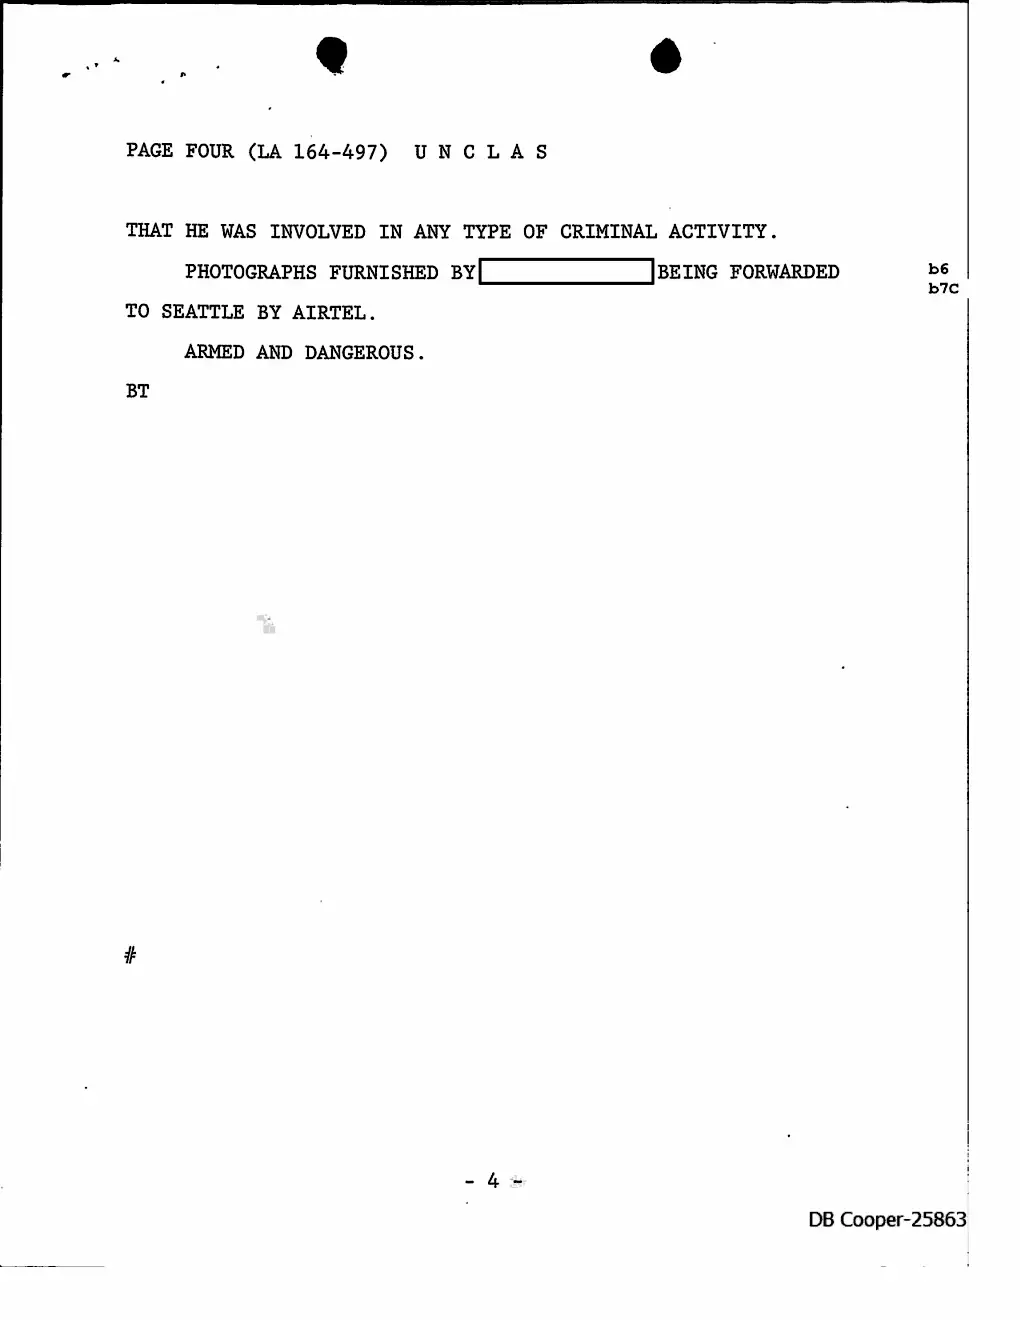 PAGE FOUR (LA 164-497) U N C L A S
THAT HE WAS INVOLVED IN ANY TYPE OF CRIMINAL ACTIVITY.
PHOTOGRAPHS FURNISHED BY BEING FORWARDED
b6
b7C
TO SEATTLE BY AIRTEL.
ARMED AND DANGEROUS.
BT
#
- 4 -
DB Cooper-25863